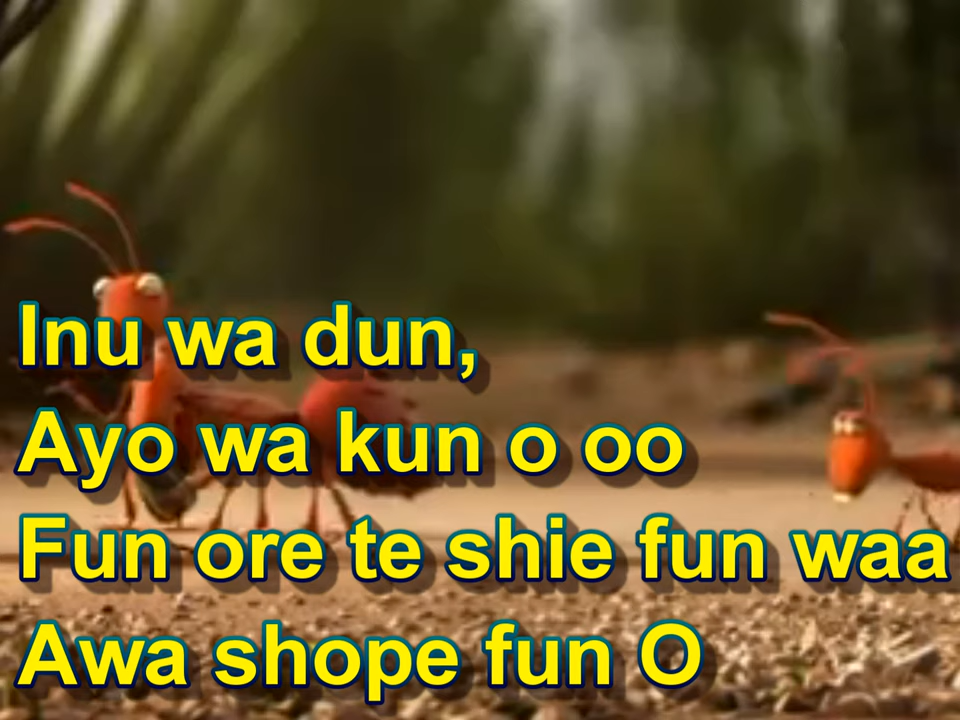 Inu wa dun,
Ayo wa kun o oo
Fun ore te shie fun waa
Awa shope fun O